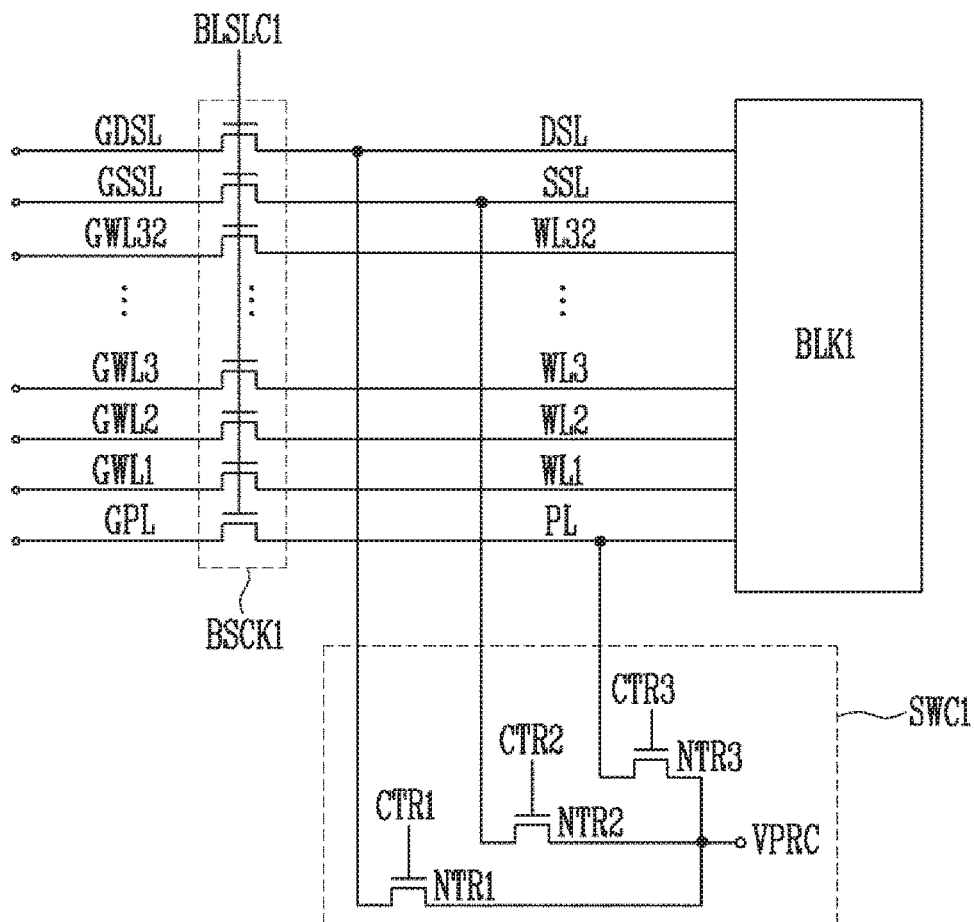 BLSLC1
GDSL DSL
GSSL SSL
GWL32 WL32
BLK1
GWL3 WL3
GWL2 WL2
GWL1 WL1
GPL PL
BSCK1
CTR3
SWC1
CTR2 NTR3
CTR1 NTR2 VPRC
NTR1